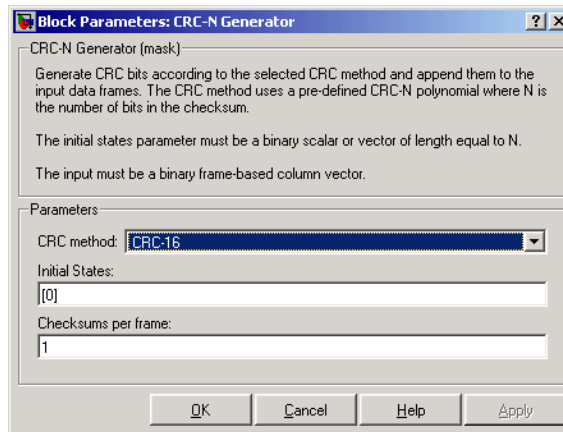 Block Parameters: CRC-N Generator
CRC-N Generator (mask)
Generate CRC bits according to the selected CRC method and append them to the
input data frames. The CRC method uses a pre-defined CRC-N polynomial where N is
the number of bits in the checksum.
The initial states parameter must be a binary scalar or vector of length equal to N.
The input must be a binary frame-based column vector.
Parameters
CRC method: CRC-16
Initial States:
[0]
Checksums per frame:
1
OK Cancel Help Apply